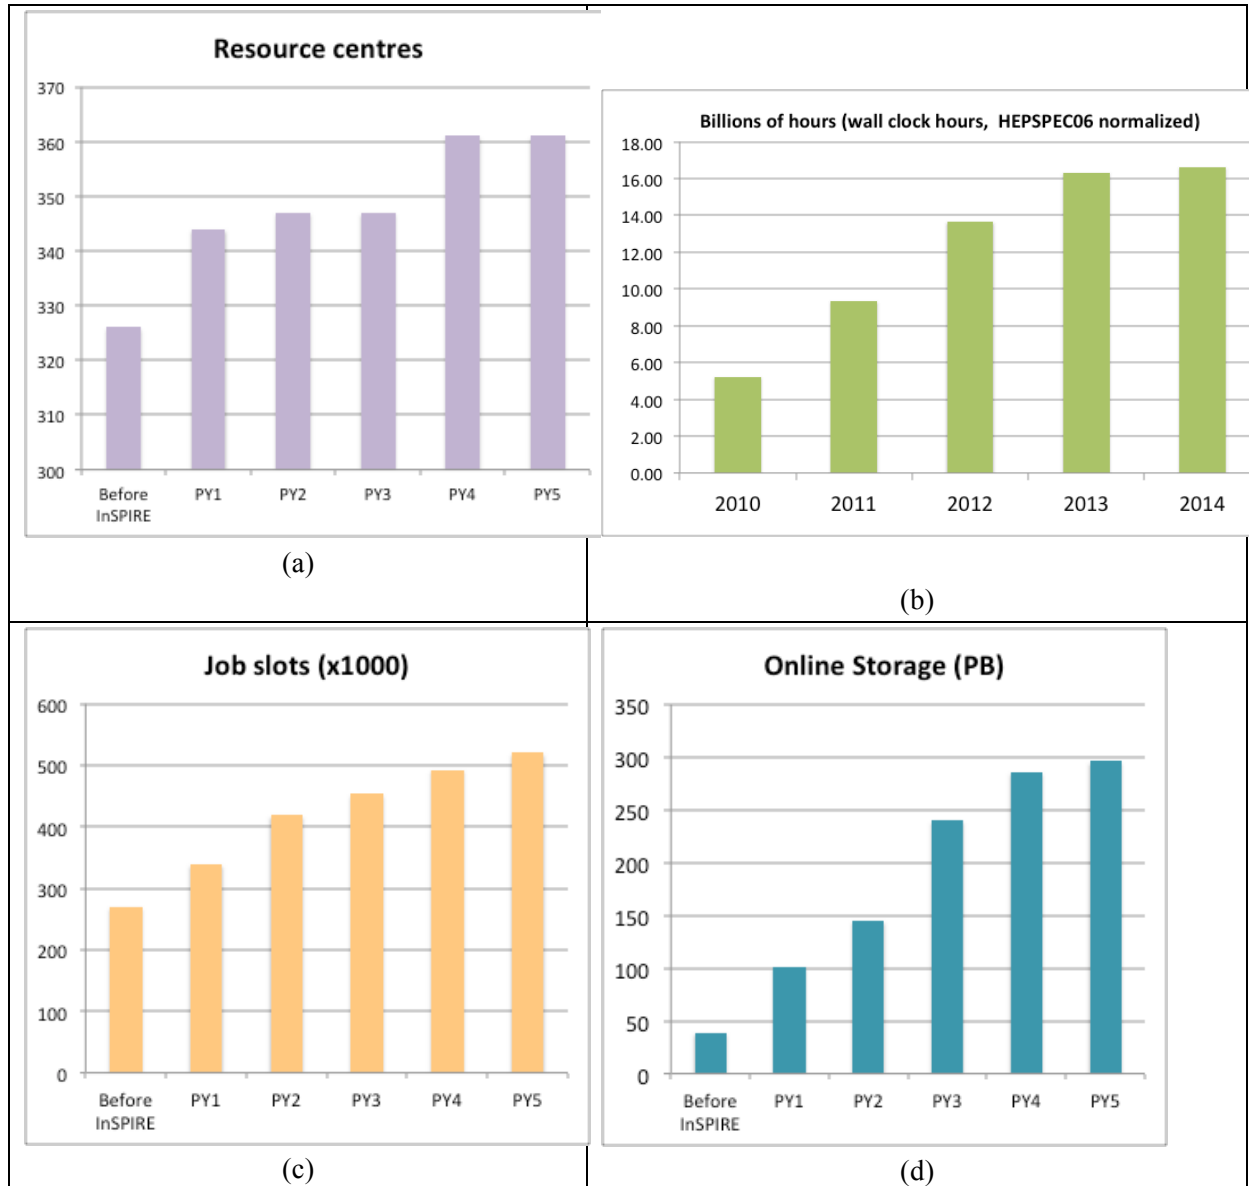 Resource centres
370
360
350
340
330
320
310
300
Before InSPIRE
PY1
PY2
PY3
PY4
PY5
(a)
Billions of hours (wall clock hours, HEPSPEC06 normalized)
18.00
16.00
14.00
12.00
10.00
8.00
6.00
4.00
2.00
0.00
2010
2011
2012
2013
2014
(b)
Job slots (x1000)
600
500
400
300
200
100
0
Before InSPIRE
PY1
PY2
PY3
PY4
PY5
(c)
Online Storage (PB)
350
300
250
200
150
100
50
0
Before InSPIRE
PY1
PY2
PY3
PY4
PY5
(d)